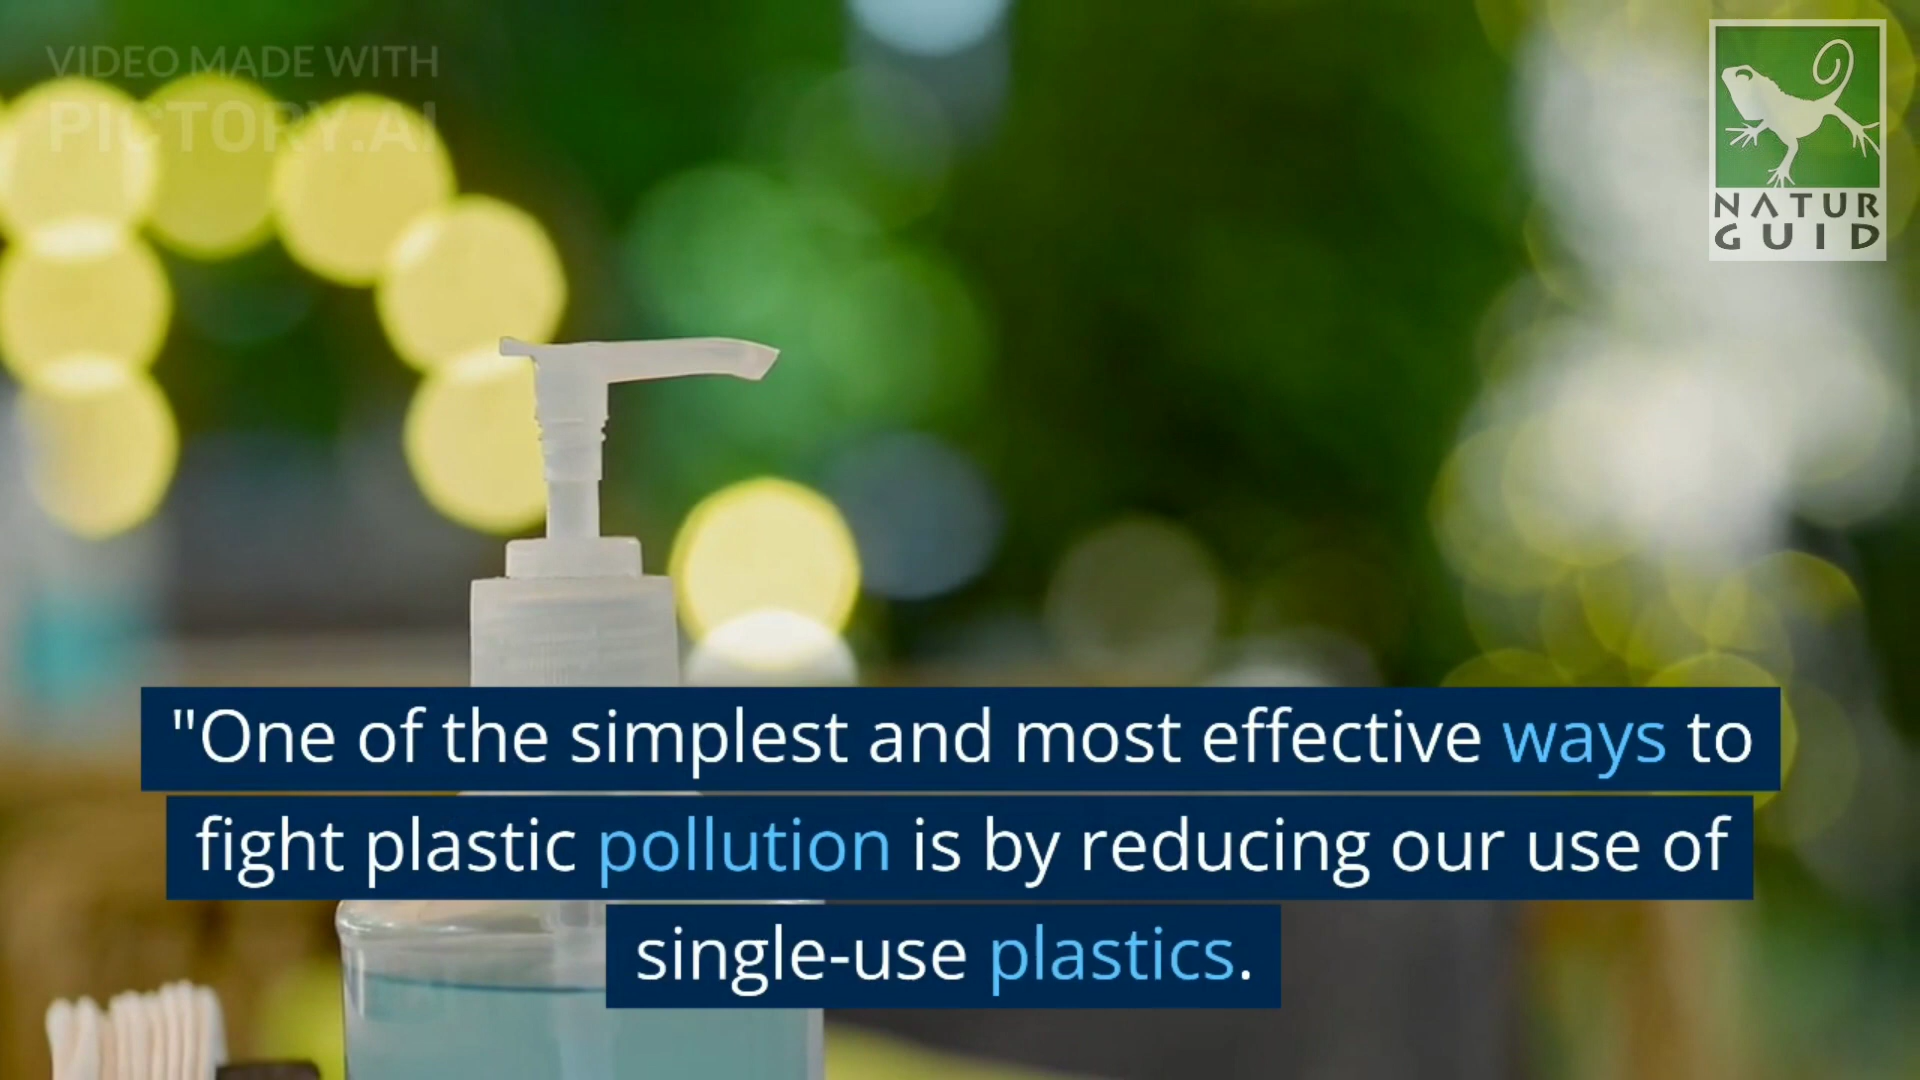 VIDEO MADE WITH
PICTORY.AI
NATUR
GUID
"One of the simplest and most effective ways to
fight plastic pollution is by reducing our use of
single-use plastics.